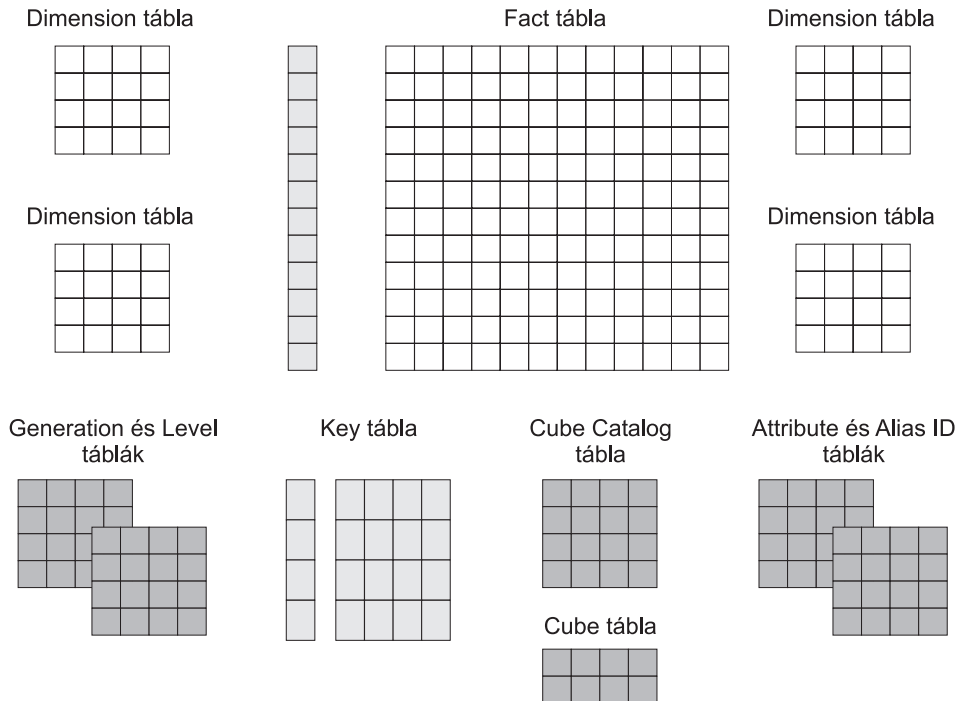 Dimension tábla
Fact tábla
Dimension tábla
Dimension tábla
Dimension tábla
Generation és Level
táblák
Key tábla
Cube Catalog
tábla
Attribute és Alias ID
táblák
Cube tábla